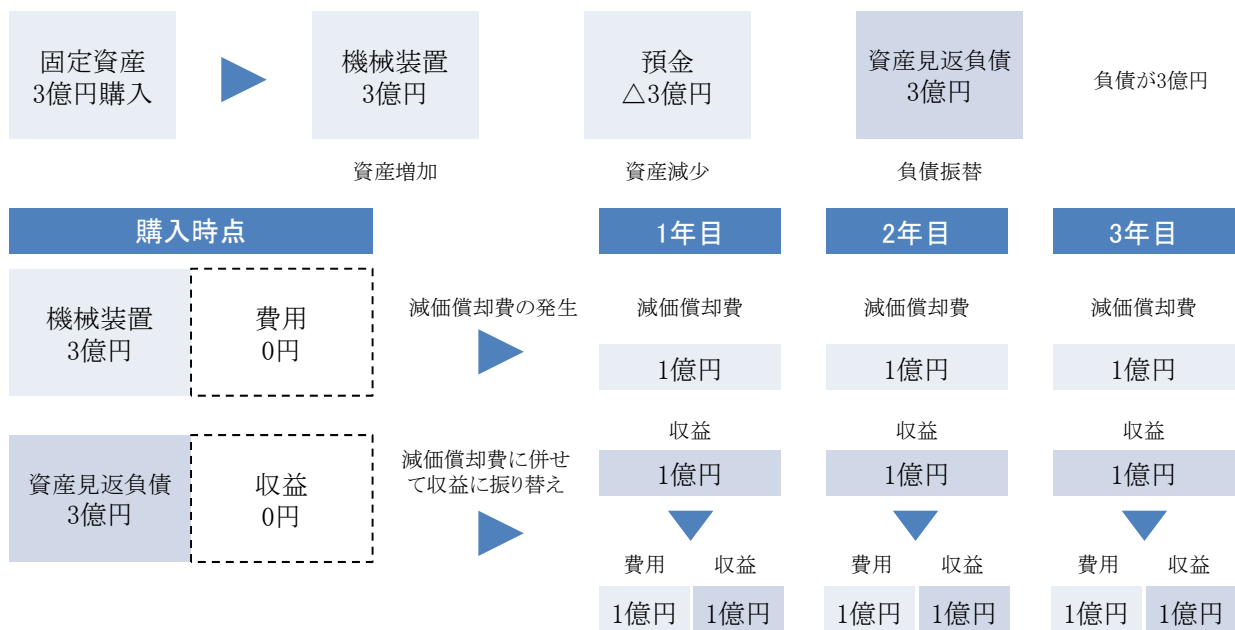 固定資産
3億円購入
機械装置
3億円
預金
△3億円
資産見返負債
3億円
負債が3億円
資産増加
資産減少
負債振替
購入時点
1年目
2年目
3年目
機械装置
3億円
費用
0円
減価償却費の発生
減価償却費
減価償却費
減価償却費
1億円
1億円
1億円
資産見返負債
3億円
収益
0円
減価償却費に併せ
て収益に振り替え
収益
収益
収益
1億円
1億円
1億円
費用
収益
費用
収益
費用
収益
1億円
1億円
1億円
1億円
1億円
1億円